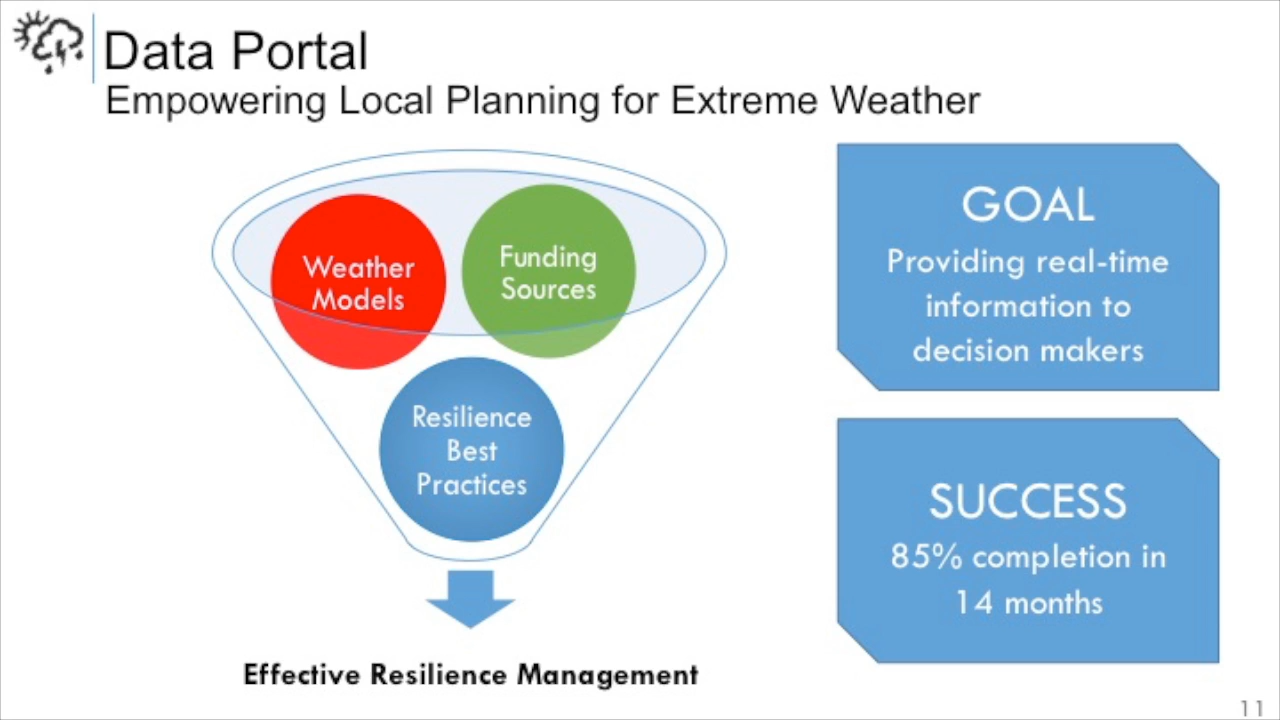 Data Portal
Empowering Local Planning for Extreme Weather
Weather
Models
Funding
Sources
Resilience
Best
Practices
Effective Resilience Management
GOAL
Providing real-time
information to
decision makers
SUCCESS
85% completion in
14 months
11